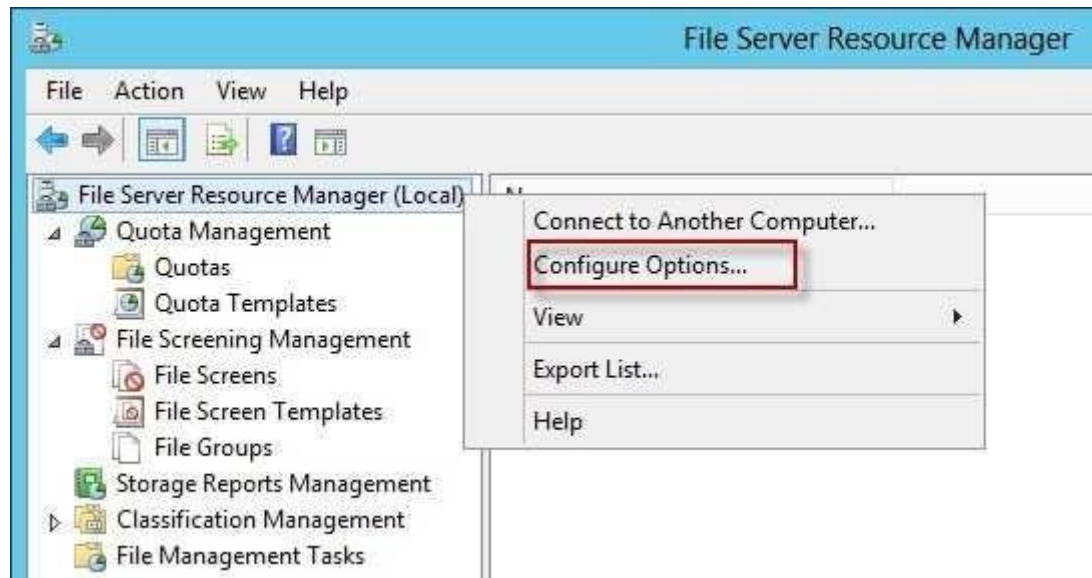 File Server Resource Manager
File Action View Help
File Server Resource Manager (Local)
Quota Management
Quotas
Quota Templates
File Screening Management
File Screens
File Screen Templates
File Groups
Storage Reports Management
Classification Management
File Management Tasks
Connect to Another Computer...
Configure Options...
View
Export List...
Help